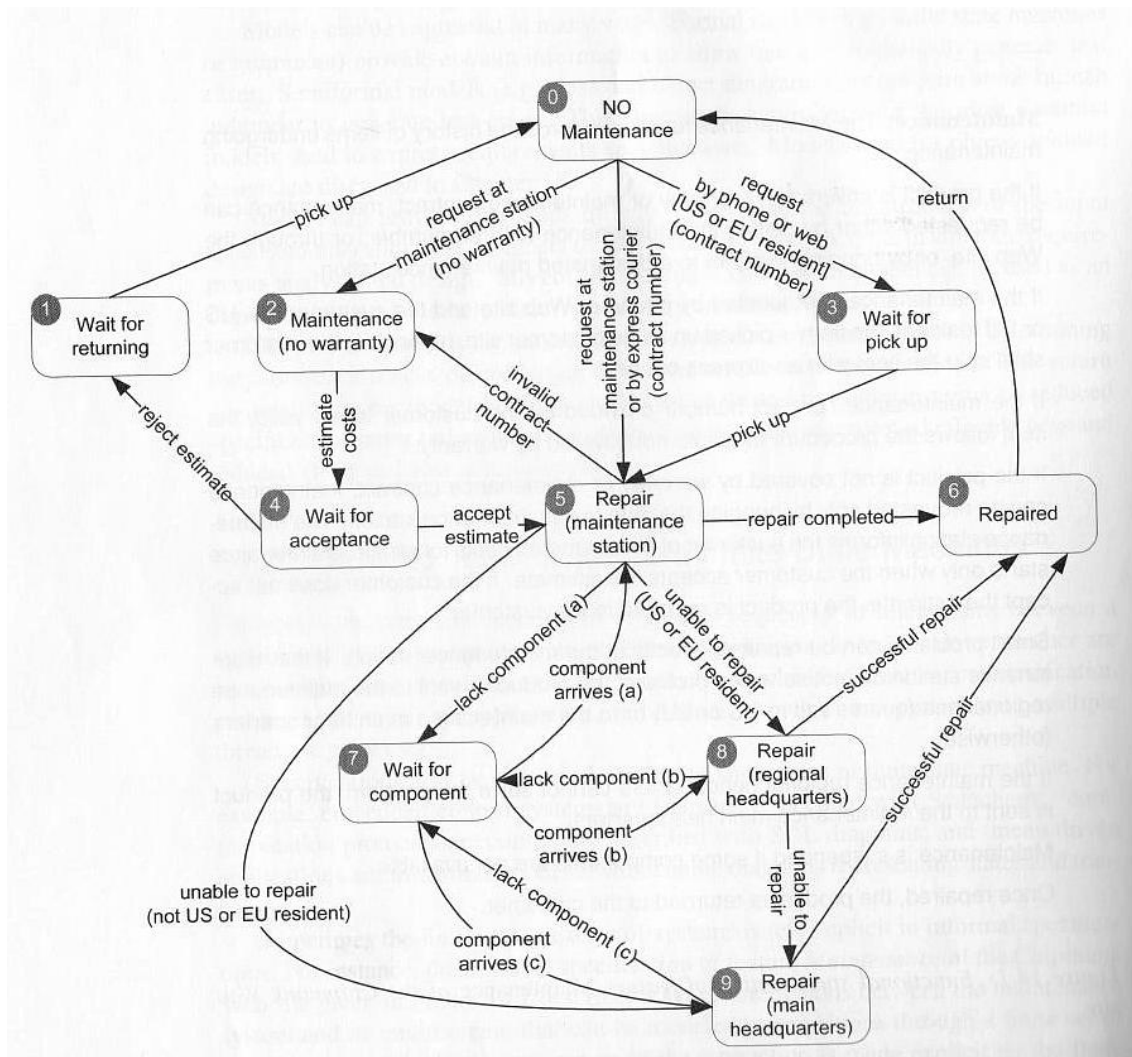 0
NO
Maintenance
pick up
request at
maintenance station
(no warranty)
request at
maintenance station
or by express courier
(contract number)
request
by phone or web
[US or EU resident]
(contract number)
return
1
Wait for
returning
2
Maintenance
(no warranty)
3
Wait for
pick up
reject estimate
estimate
costs
invalid
contract
number
pick up
4
Wait for
acceptance
accept
estimate
5
Repair
(maintenance
station)
repair completed
6
Repaired
lack component (a)
component
arrives (a)
unable to repair
(US or EU resident)
successful repair
successful repair
7
Wait for
component
lack component (b)
component
arrives (b)
8
Repair
(regional
headquarters)
unable to repair
(not US or EU resident)
lack component (c)
component
arrives (c)
unable to
repair
9
Repair
(main
headquarters)